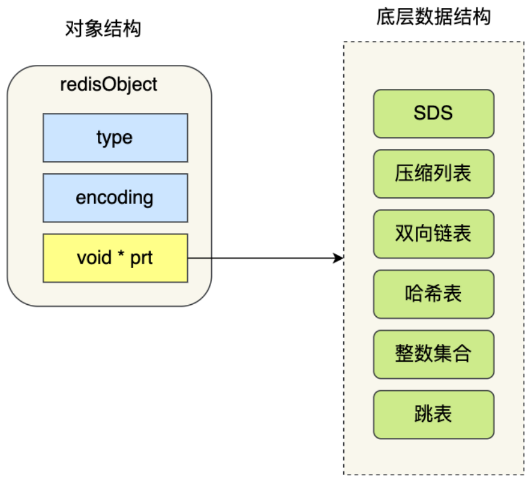 对象结构
redisObject
type
encoding
void * prt
底层数据结构
SDS
压缩列表
双向链表
哈希表
整数集合
跳表